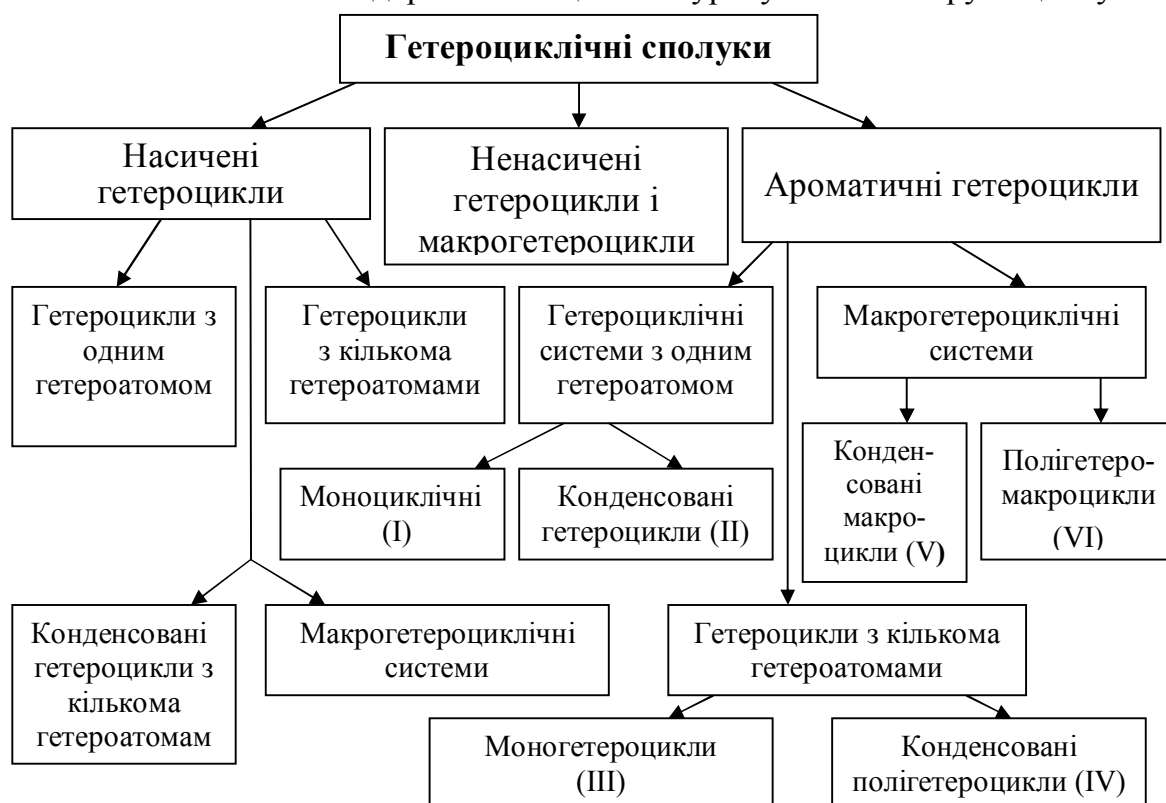 Гетероциклічні сполуки
Насичені
гетероцикли
Ненасичені
гетероцикли і
макрогетероцикли
Ароматичні гетероцикли
Гетероцикли з
одним
гетероатомом
Гетероцикли
з кількома
гетероатомами
Гетероциклічні
системи з одним
гетероатомом
Макрогетероциклічні
системи
Моноциклічні
(I)
Конденсовані
гетероцикли (II)
Конден-
совані
макро-
цикли (V)
Полігетеро-
макроцикли
(VI)
Конденсовані
гетероцикли з
кількома
гетероатомам
Макрогетероциклічні
системи
Гетероцикли з кількома
гетероатомами
Моногетероцикли
(III)
Конденсовані
полігетероцикли (IV)